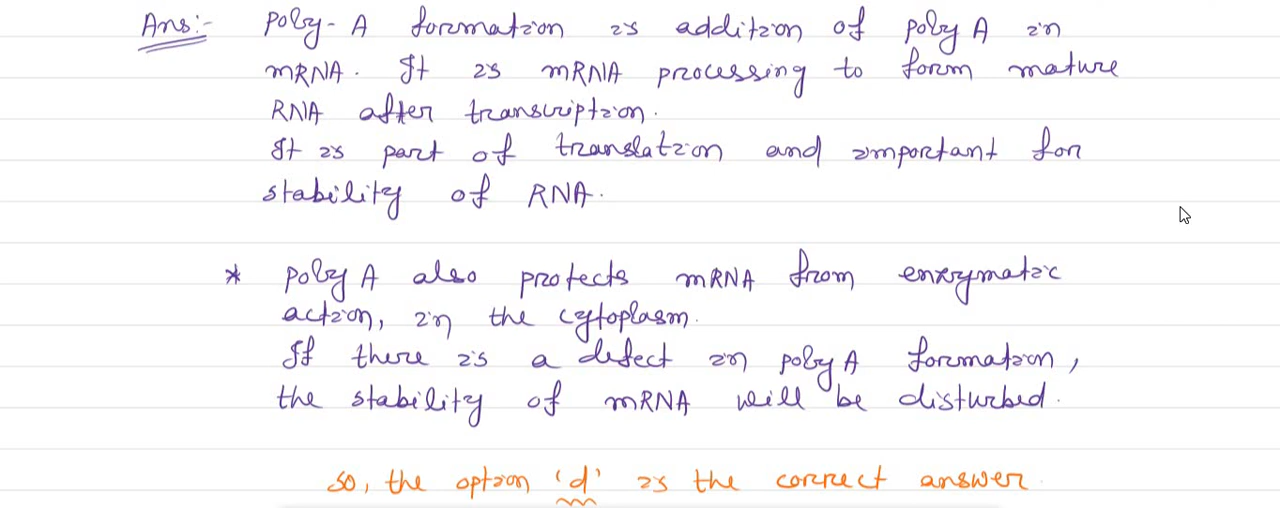 Ans:- Poly-A formation is addition of poly A in
mRNA. It is mRNA processing to form mature
RNA after transcription.
It is part of translation and important for
stability of RNA.
* Poly A also protects mRNA from enzymatic
action, in the cytoplasm.
If there is a defect in poly A formation,
the stability of mRNA will be disturbed.
so, the option 'd' is the correct answer.